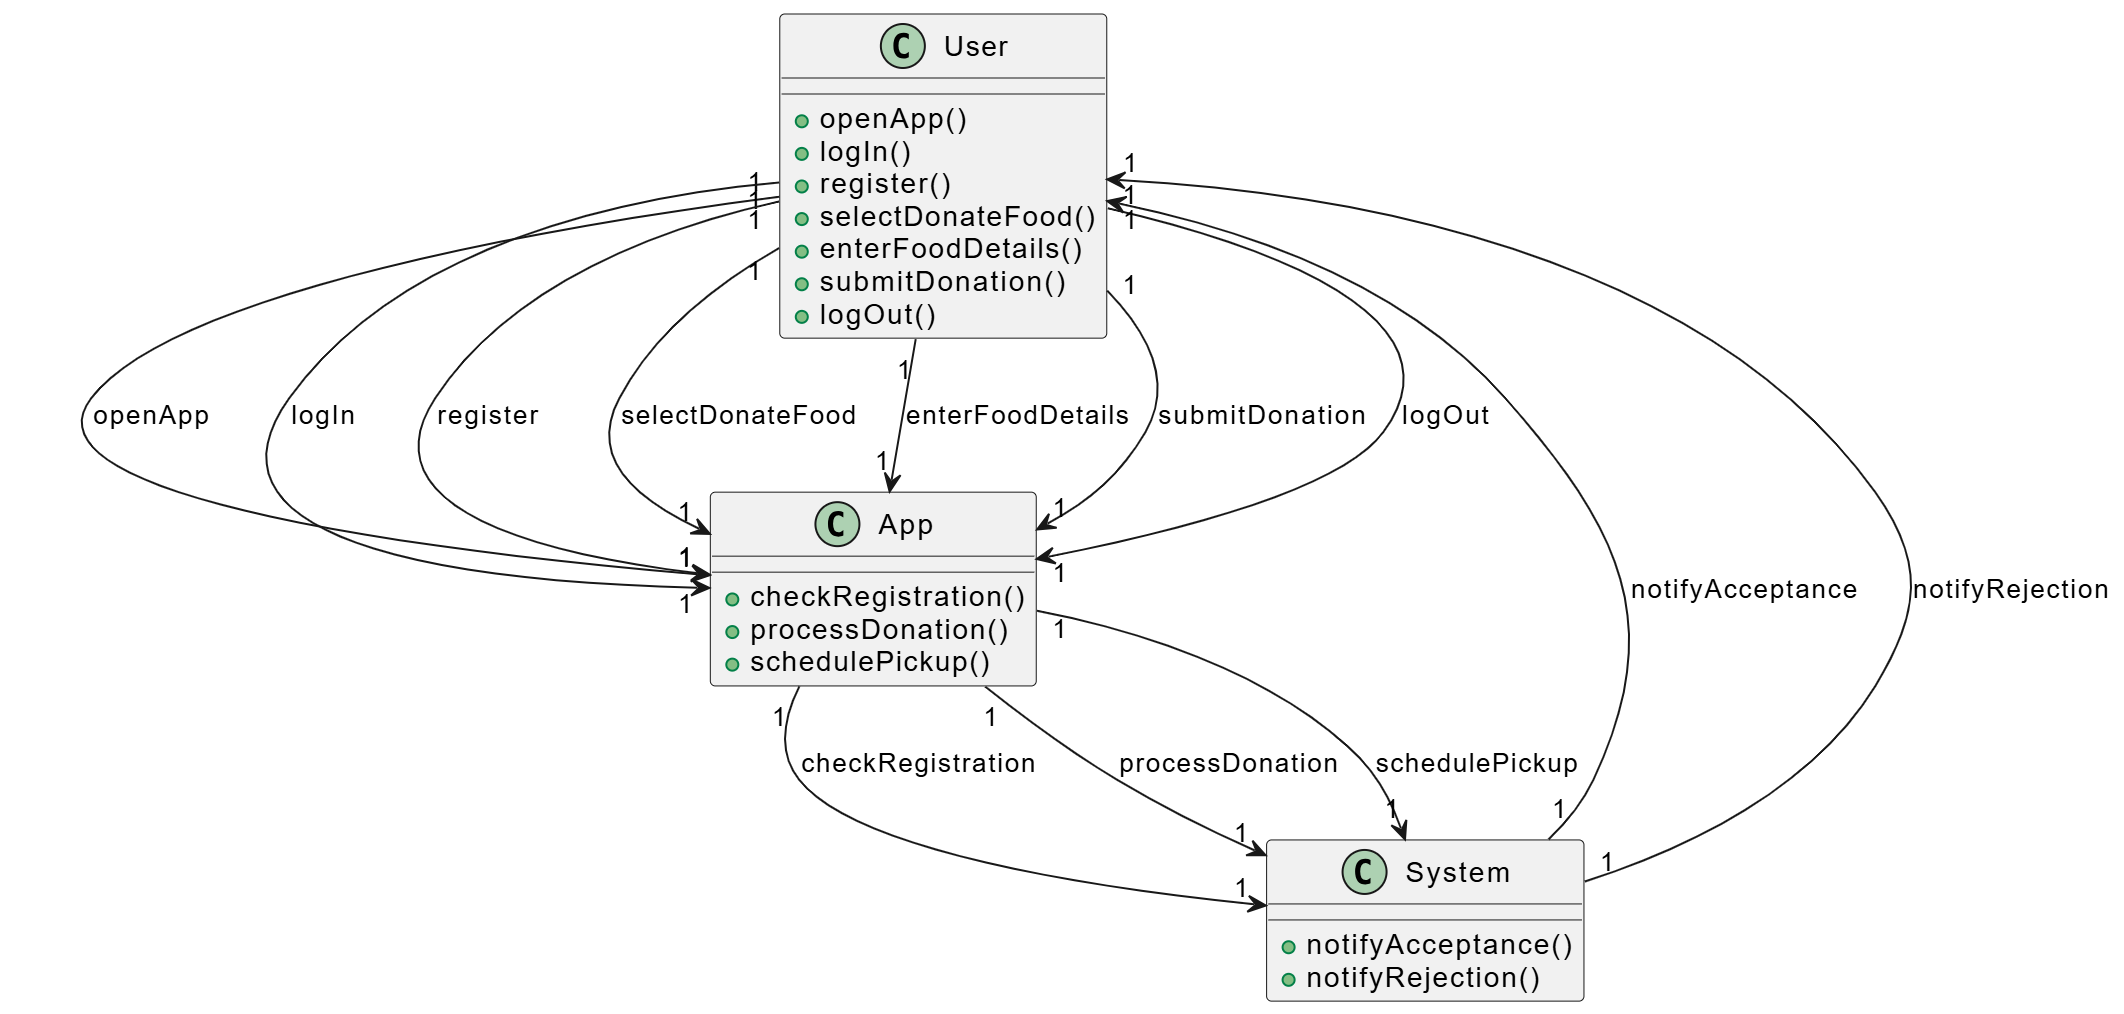 C User
openApp()
logIn()
register()
selectDonateFood()
enterFoodDetails()
submitDonation()
logOut()
1
1
1
1
1
1
1
1
1
1
openApp
logIn
register
selectDonateFood
enterFoodDetails
submitDonation
logOut
1
1
1
1
1
1
1
C App
checkRegistration()
processDonation()
schedulePickup()
notifyAcceptance
notifyRejection
1
1
1
checkRegistration
processDonation
schedulePickup
1
1
1
1
1
C System
notifyAcceptance()
notifyRejection()